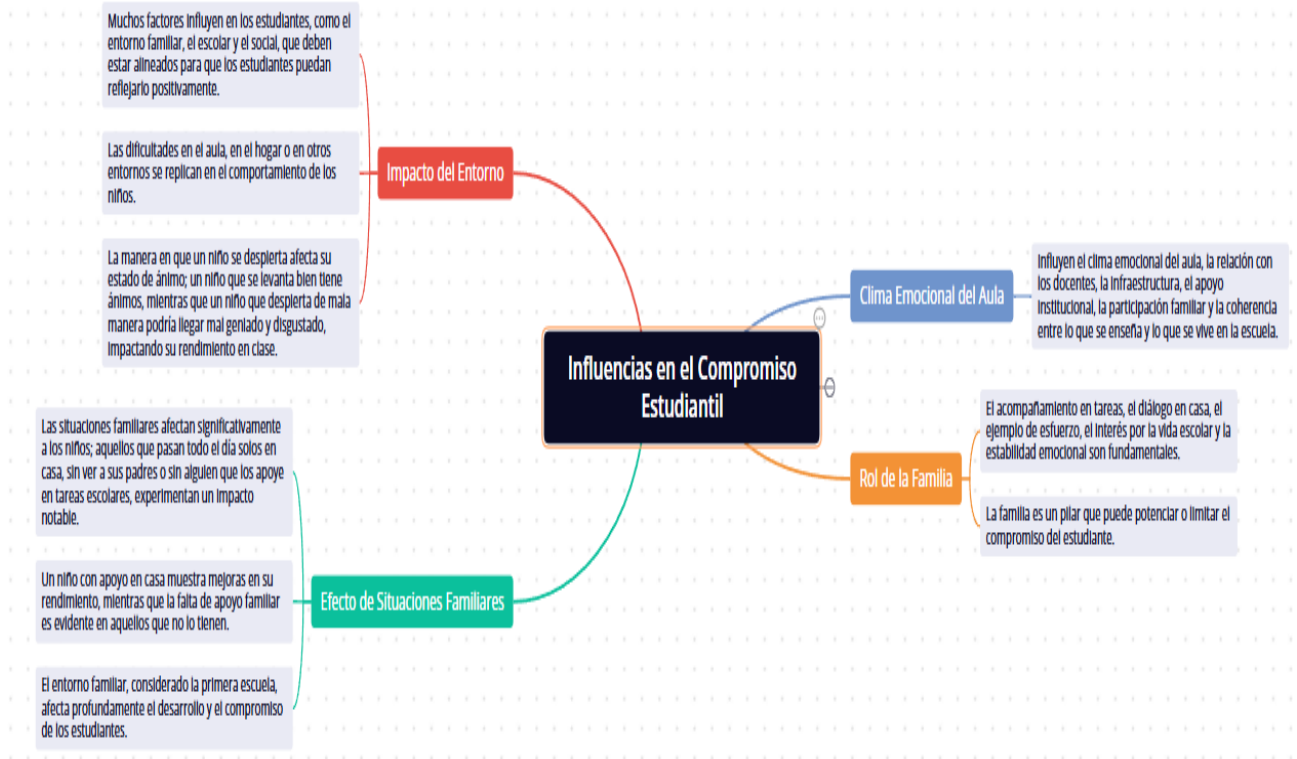 Muchos factores influyen en los estudiantes, como el
entorno familiar, el escolar y el social, que deben
estar alineados para que los estudiantes puedan
reflejarlo positivamente.
Las dificultades en el aula, en el hogar o en otros
entornos se replican en el comportamiento de los
niños.
La manera en que un niño se despierta afecta su
estado de ánimo; un niño que se levanta bien tiene
ánimos, mientras que un niño que despierta de mala
manera podría llegar mal geniado y disgustado,
impactando su rendimiento en clase.
Impacto del Entorno
Las situaciones familiares afectan significativamente
a los niños; aquellos que pasan todo el día solos en
casa, sin ver a sus padres o sin alguien que los apoye
en tareas escolares, experimentan un impacto
notable.
Un niño con apoyo en casa muestra mejoras en su
rendimiento, mientras que la falta de apoyo familiar
es evidente en aquellos que no lo tienen.
El entorno familiar, considerado la primera escuela,
afecta profundamente el desarrollo y el compromiso
de los estudiantes.
Efecto de Situaciones Familiares
Influencias en el Compromiso
Estudiantil
Clima Emocional del Aula
Influyen el clima emocional del aula, la relación con
los docentes, la infraestructura, el apoyo
institucional, la participación familiar y la coherencia
entre lo que se enseña y lo que se vive en la escuela.
Rol de la Familia
El acompañamiento en tareas, el diálogo en casa, el
ejemplo de esfuerzo, el interés por la vida escolar y la
estabilidad emocional son fundamentales.
La familia es un pilar que puede potenciar o limitar el
compromiso del estudiante.